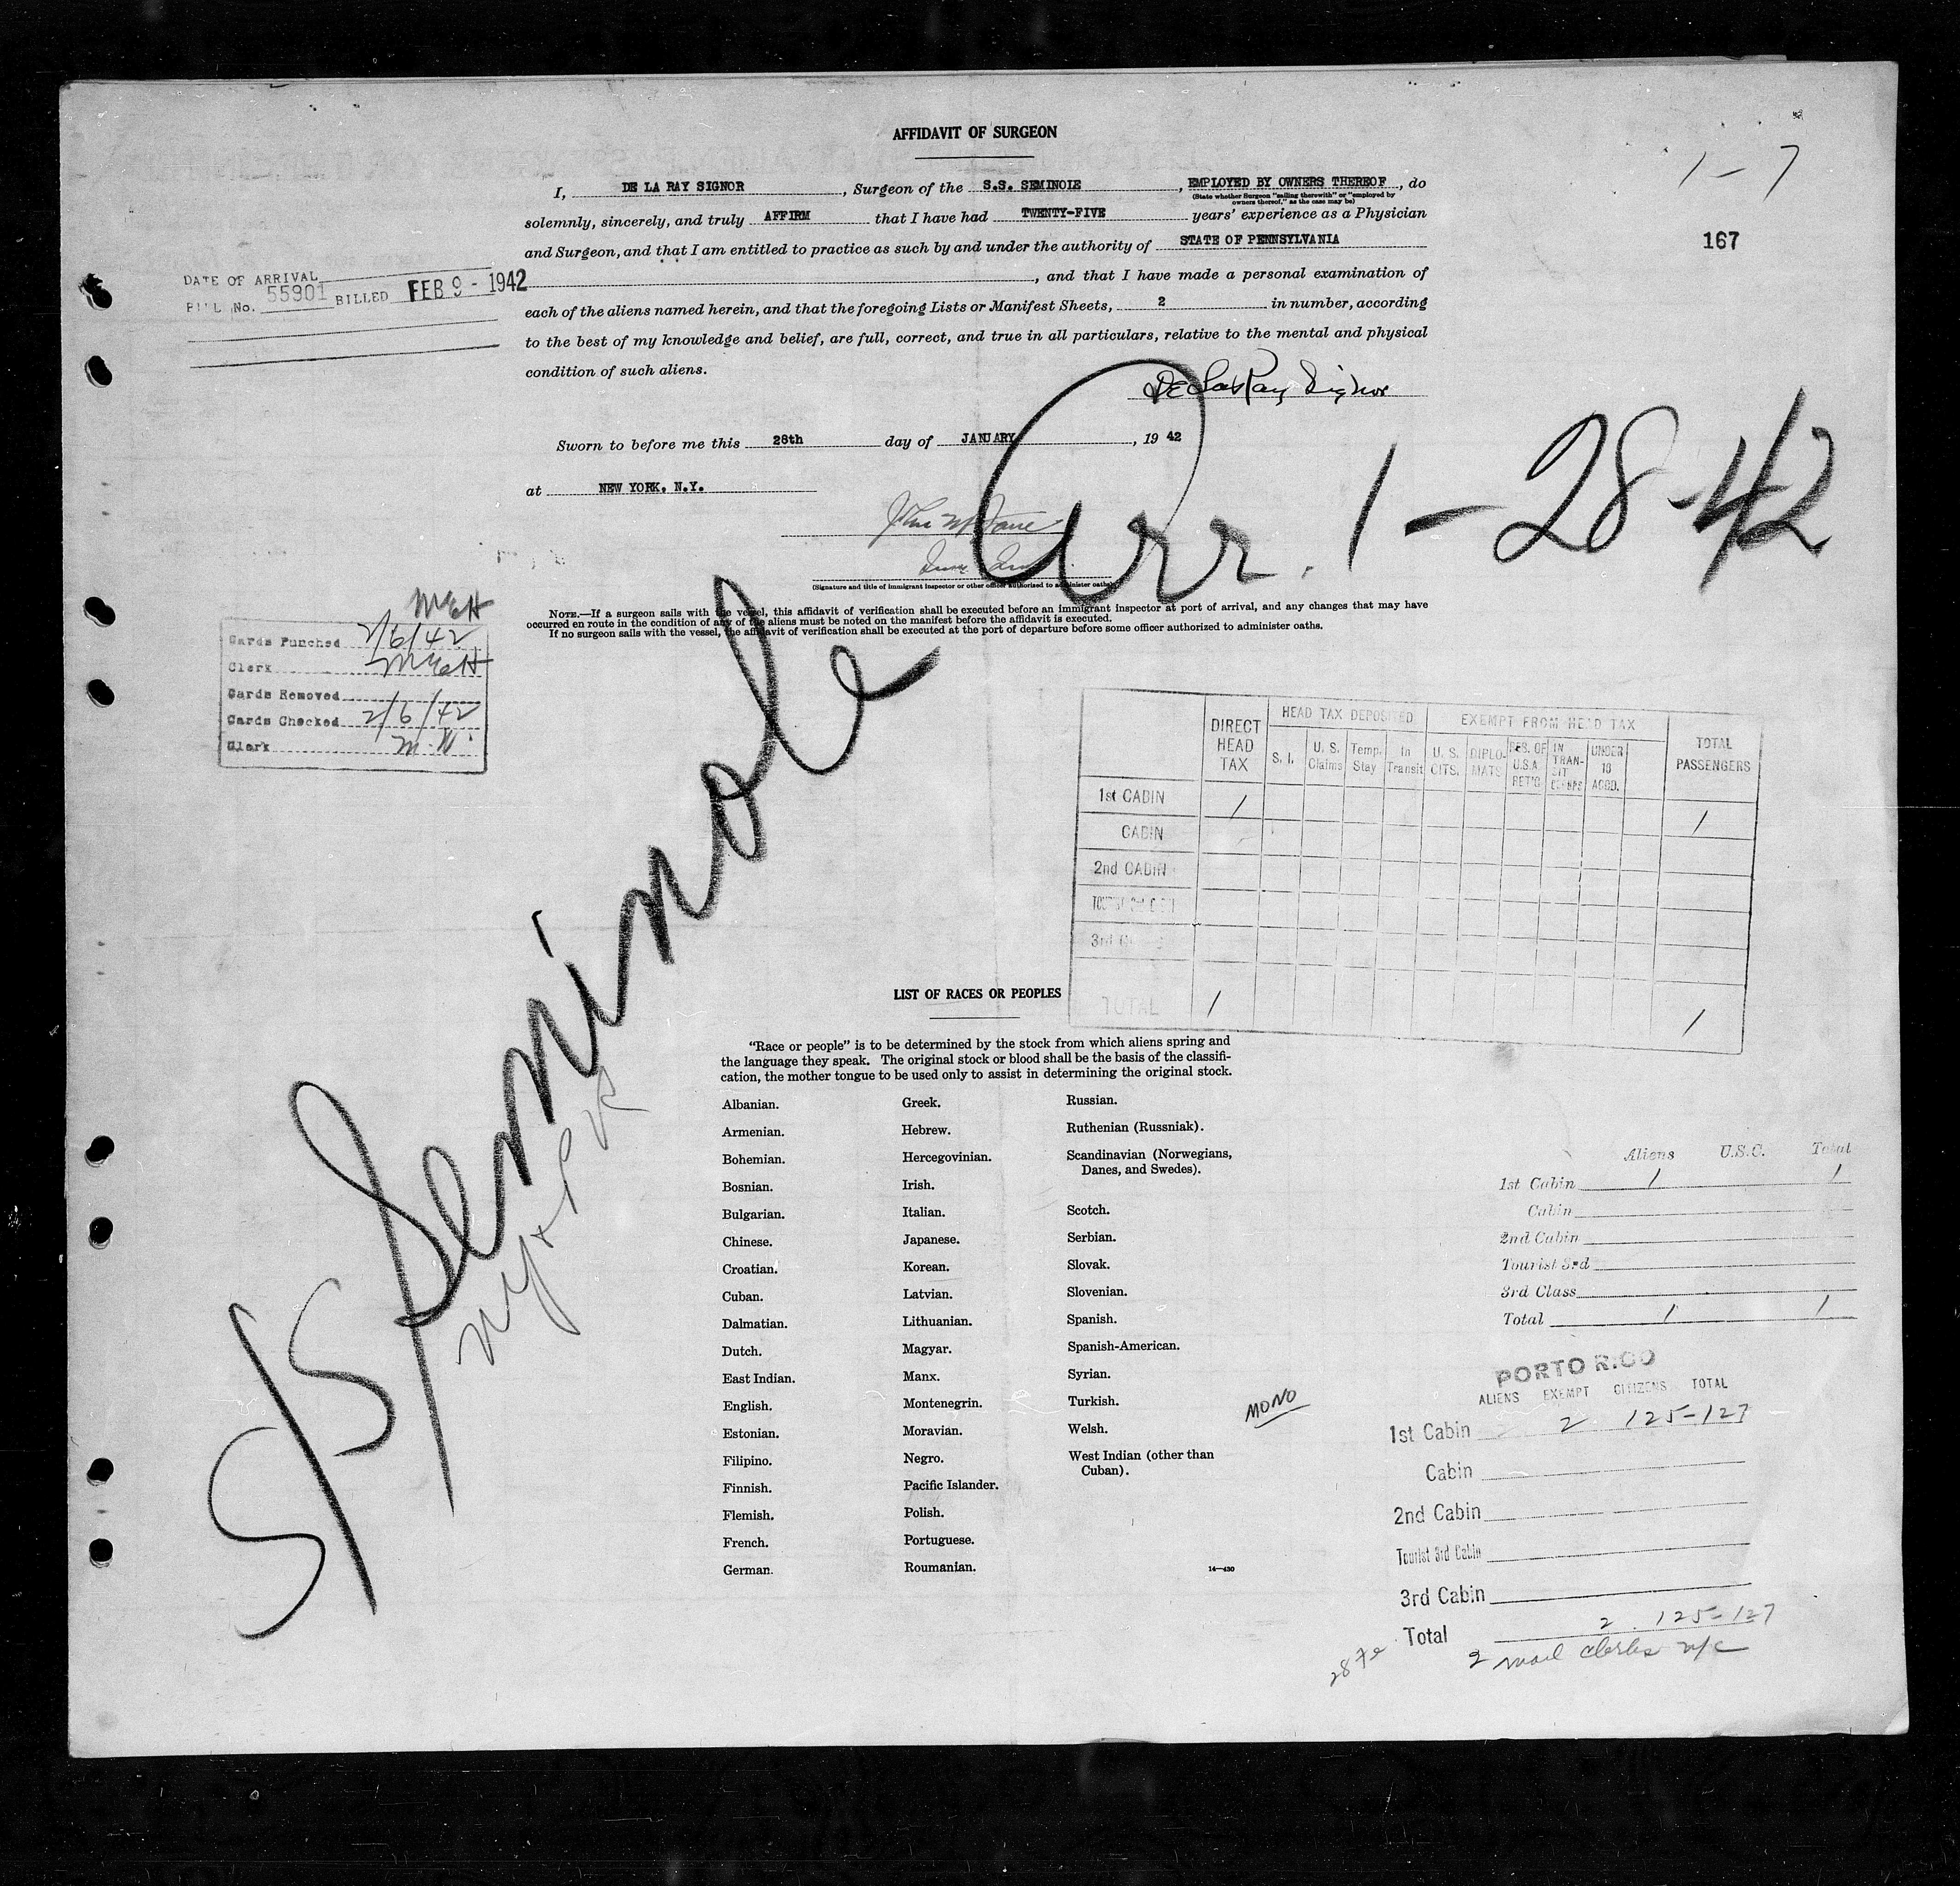 AFFIDAVIT OF SURGEON
1-7
I, DE LA RAY SIGNOR, Surgeon of the S.S. SEMINOLE, EMPLOYED BY OWNERS THEREOF, do
(State whether Surgeon "sailing therewith" or "employed by
owners thereof," as the case may be)
solemnly, sincerely, and truly AFFIRM that I have had TWENTY-FIVE years' experience as a Physician
and Surgeon, and that I am entitled to practice as such by and under the authority of STATE OF PENNSYLVANIA
167
, and that I have made a personal examination of
DATE OF ARRIVAL
BILL No. 55901 BILLED FEB 9 - 1942
each of the aliens named herein, and that the foregoing Lists or Manifest Sheets, 2 in number, according
to the best of my knowledge and belief, are full, correct, and true in all particulars, relative to the mental and physical
condition of such aliens.
De La Ray Signor
Sworn to before me this 28th day of JANUARY, 1942
at NEW YORK, N.Y.
Arr. 1-28-42
(Signature and title of immigrant inspector or other officer authorized to administer oaths)
NOTE.—If a surgeon sails with the vessel, this affidavit of verification shall be executed before an immigrant inspector at port of arrival, and any changes that may have
occurred en route in the condition of any of the aliens must be noted on the manifest before the affidavit is executed.
If no surgeon sails with the vessel, the affidavit of verification shall be executed at the port of departure before some officer authorized to administer oaths.
Cards Punched 2/6/42
Clerk
Cards Removed
Cards Checked 2/6/42
Clerk
S/S Seminole
DIRECT HEAD TAX
HEAD TAX DEPOSITED
EXEMPT FROM HEAD TAX
TOTAL PASSENGERS
S. I. U. S. Claims Temp. Stay In Transit U. S. CITS. DIPLOMATS RES. OF U.S.A. RET'G IN TRANSIT UNDER 16 ACCD.
1st CABIN 1 1
CABIN
2nd CABIN
3rd
TOTAL 1 1
LIST OF RACES OR PEOPLES
"Race or people" is to be determined by the stock from which aliens spring and
the language they speak. The original stock or blood shall be the basis of the classifi-
cation, the mother tongue to be used only to assist in determining the original stock.
Albanian.
Armenian.
Bohemian.
Bosnian.
Bulgarian.
Chinese.
Croatian.
Cuban.
Dalmatian.
Dutch.
East Indian.
English.
Estonian.
Filipino.
Finnish.
Flemish.
French.
German.
Greek.
Hebrew.
Hercegovinian.
Irish.
Italian.
Japanese.
Korean.
Latvian.
Lithuanian.
Magyar.
Manx.
Montenegrin.
Moravian.
Negro.
Pacific Islander.
Polish.
Portuguese.
Roumanian.
Russian.
Ruthenian (Russniak).
Scandinavian (Norwegians,
Danes, and Swedes).
Scotch.
Serbian.
Slovak.
Slovenian.
Spanish.
Spanish-American.
Syrian.
Turkish.
Welsh.
West Indian (other than
Cuban).
14—430
MONO
Aliens U.S.C. Total
1st Cabin 1 1
Cabin
2nd Cabin
Tourist 3rd
3rd Class
Total 1 1
PORTO RICO
ALIENS EXEMPT CITIZENS TOTAL
1st Cabin 2 125-127
Cabin
2nd Cabin
Tourist 3rd Cabin
3rd Cabin
Total 2 125-127
2 mail clerks n/c